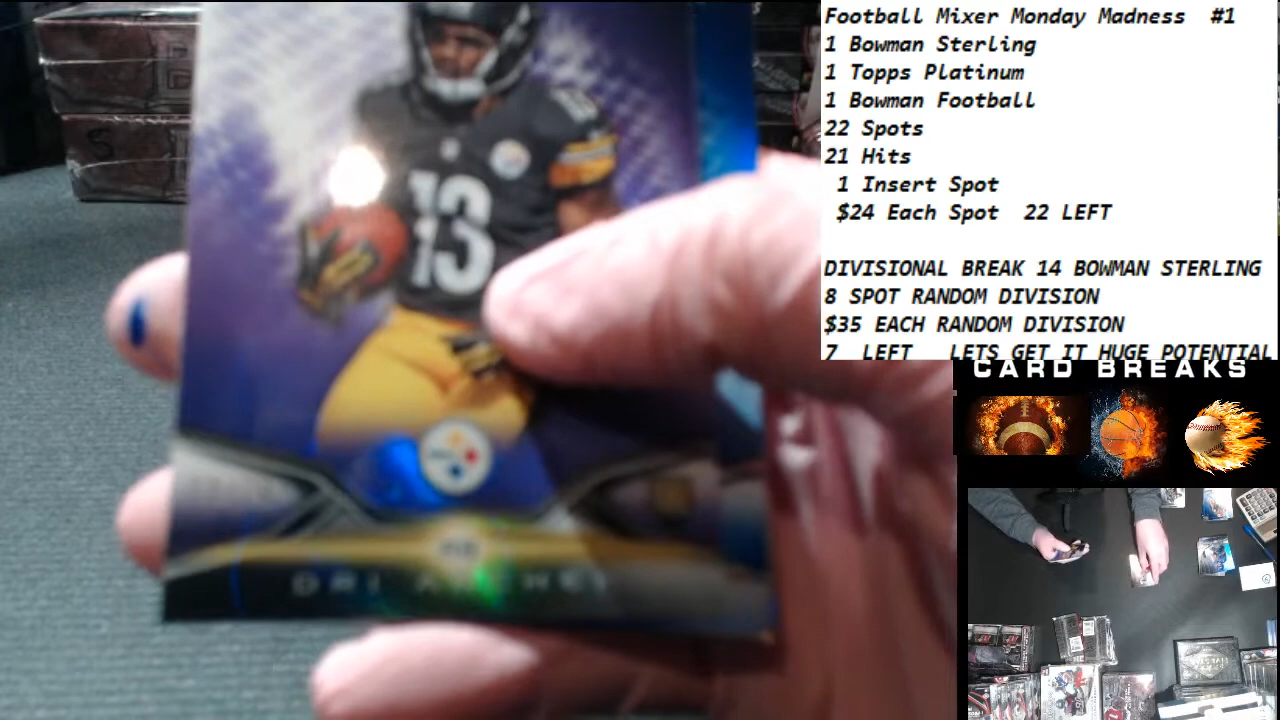 Football Mixer Monday Madness #1
1 Bowman Sterling
1 Topps Platinum
1 Bowman Football
22 Spots
21 Hits
1 Insert Spot
$24 Each Spot 22 LEFT
DIVISIONAL BREAK 14 BOWMAN STERLING
8 SPOT RANDOM DIVISION
$35 EACH RANDOM DIVISION
7 LEFT LETS GET IT HUGE POTENTIAL
CARD BREAKS
13
13
DRI